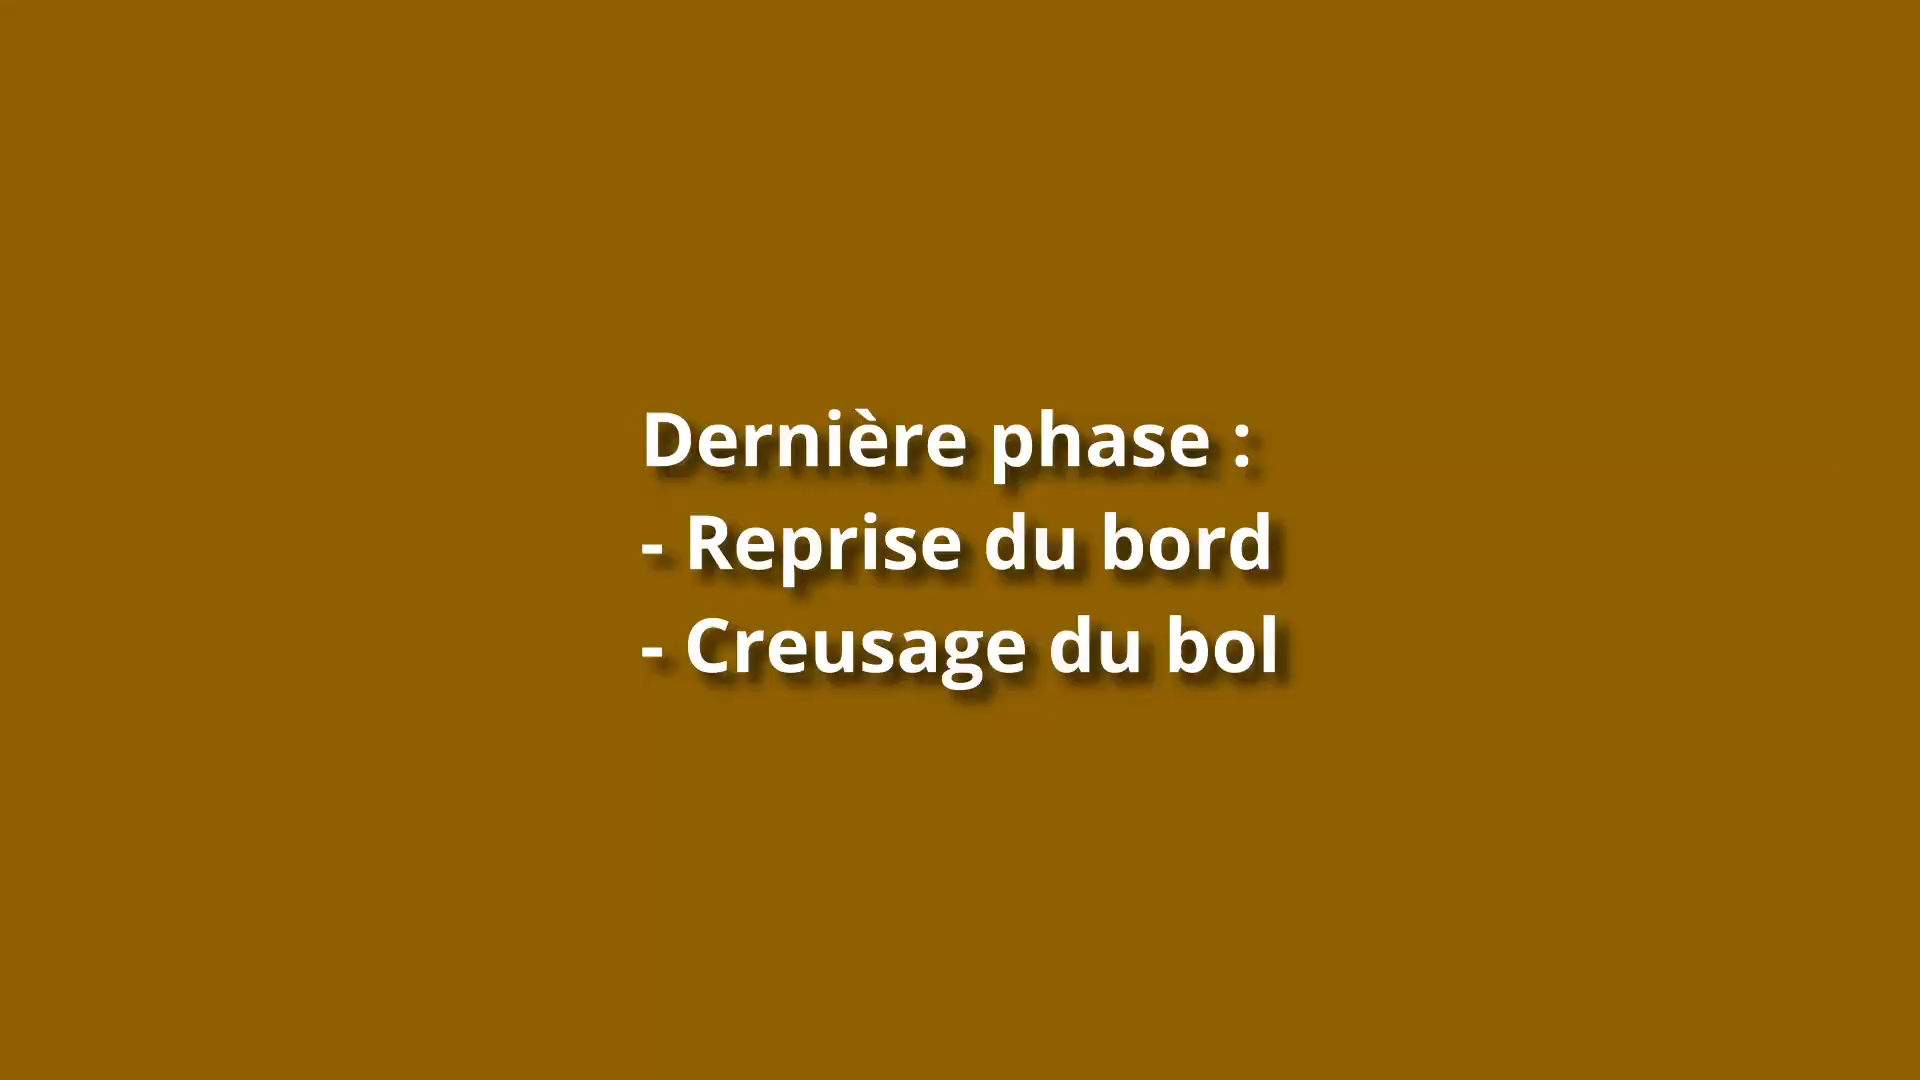 Dernière phase :
- Reprise du bord
- Creusage du bol